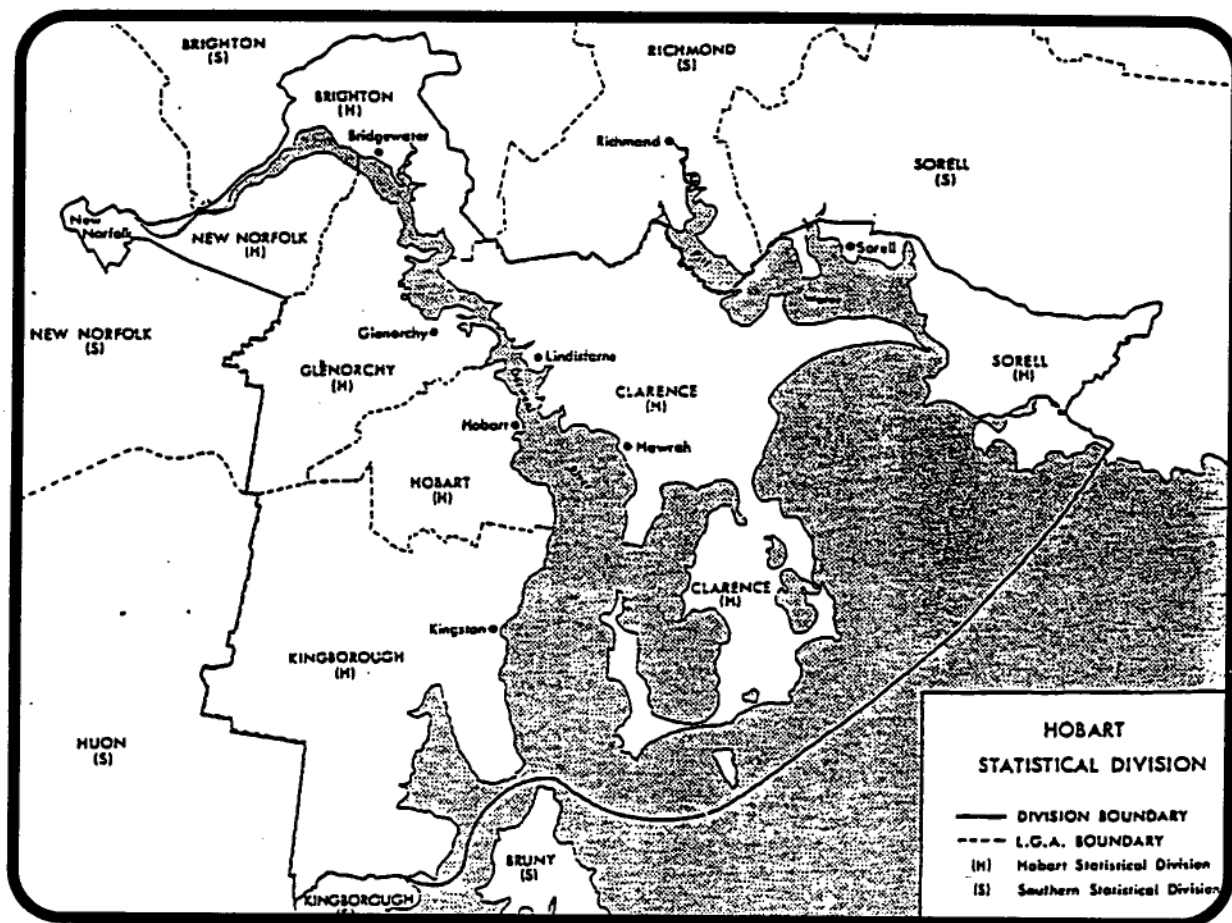 BRIGHTON
(S)
RICHMOND
(S)
BRIGHTON
(H)
Bridgewater
Richmond
SORELL
(S)
New
Norfolk
NEW NORFOLK
(H)
Sorell
NEW NORFOLK
(S)
Glenorchy
Lindisfarne
GLENORCHY
(H)
SORELL
(H)
CLARENCE
(H)
Hobart
Howrah
HOBART
(H)
CLARENCE
(H)
Kingston
KINGBOROUGH
(H)
HUON
(S)
BRUNY
(S)
KINGBOROUGH
(S)
HOBART
STATISTICAL DIVISION
DIVISION BOUNDARY
L.G.A. BOUNDARY
(H) Hobart Statistical Division
(S) Southern Statistical Division